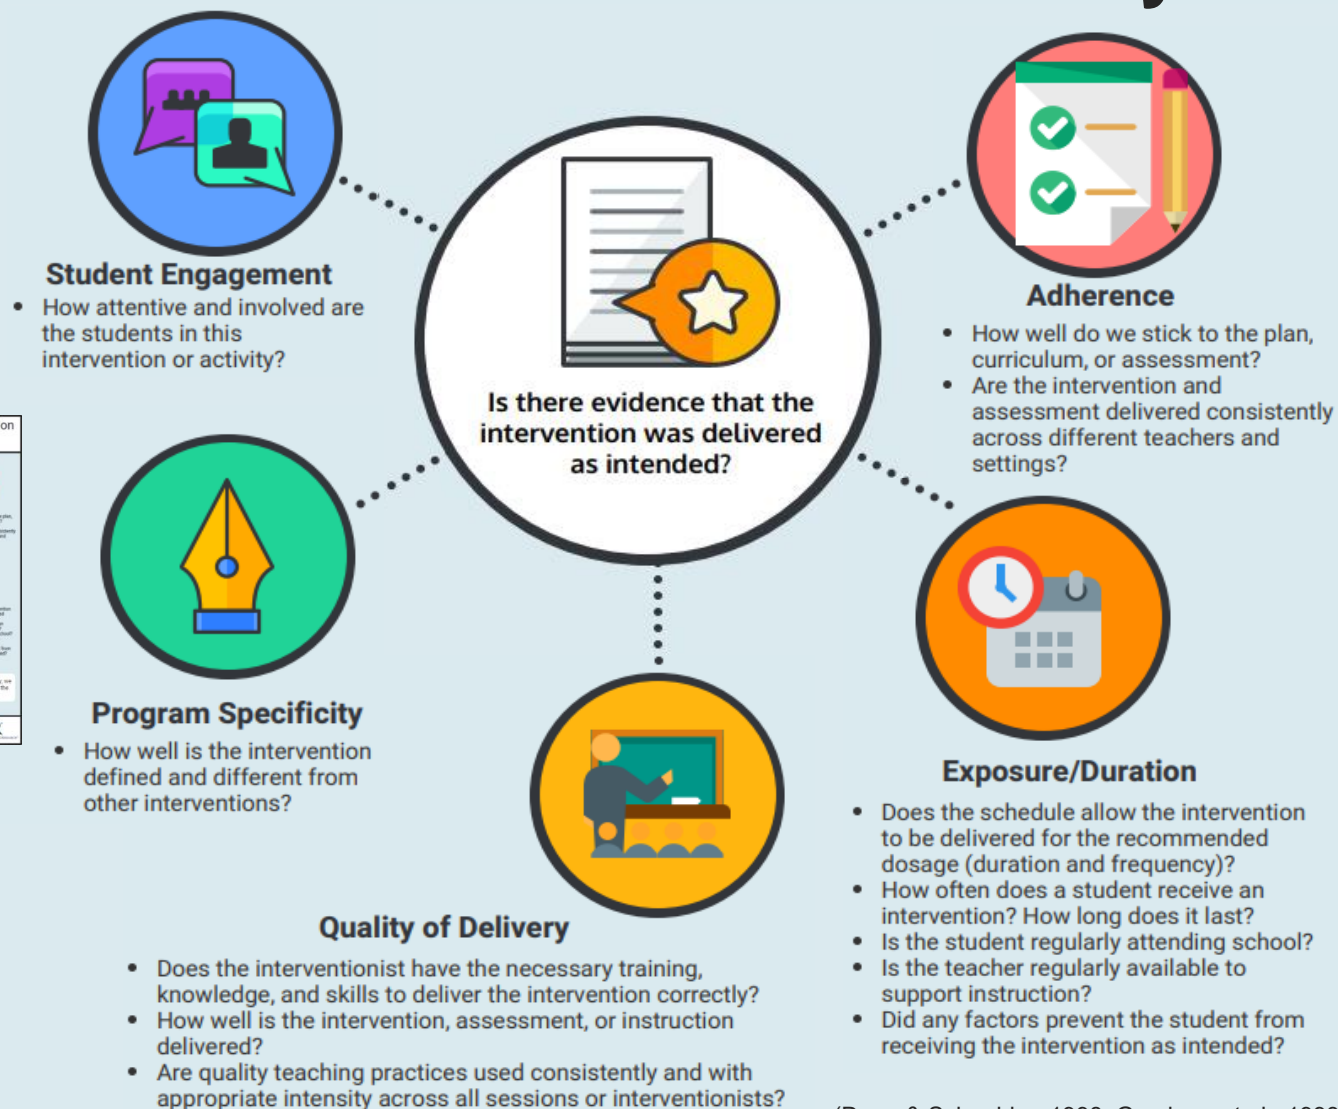 Student Engagement
• How attentive and involved are
the students in this
intervention or activity?
Is there evidence that the
intervention was delivered
as intended?
Adherence
• How well do we stick to the plan,
curriculum, or assessment?
• Are the intervention and
assessment delivered consistently
across different teachers and
settings?
on
Program Specificity
• How well is the intervention
defined and different from
other interventions?
Exposure/Duration
• Does the schedule allow the intervention
to be delivered for the recommended
dosage (duration and frequency)?
• How often does a student receive an
intervention? How long does it last?
• Is the student regularly attending school?
• Is the teacher regularly available to
support instruction?
• Did any factors prevent the student from
receiving the intervention as intended?
Quality of Delivery
• Does the interventionist have the necessary training,
knowledge, and skills to deliver the intervention correctly?
• How well is the intervention, assessment, or instruction
delivered?
• Are quality teaching practices used consistently and with
appropriate intensity across all sessions or interventionists?